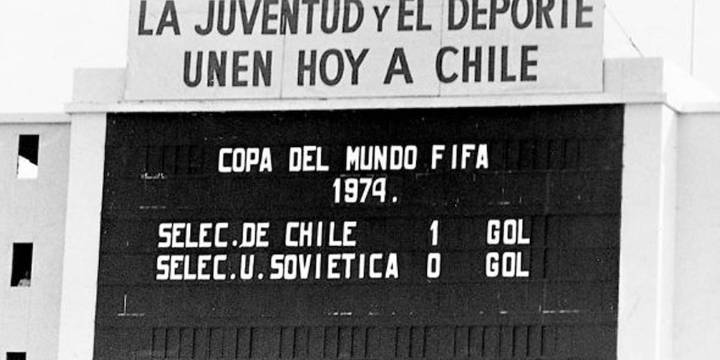 LA JUVENTUD Y EL DEPORTE
UNEN HOY A CHILE
COPA DEL MUNDO FIFA
1974.
SELEC.DE CHILE 1 GOL
SELEC.U.SOVIETICA 0 GOL